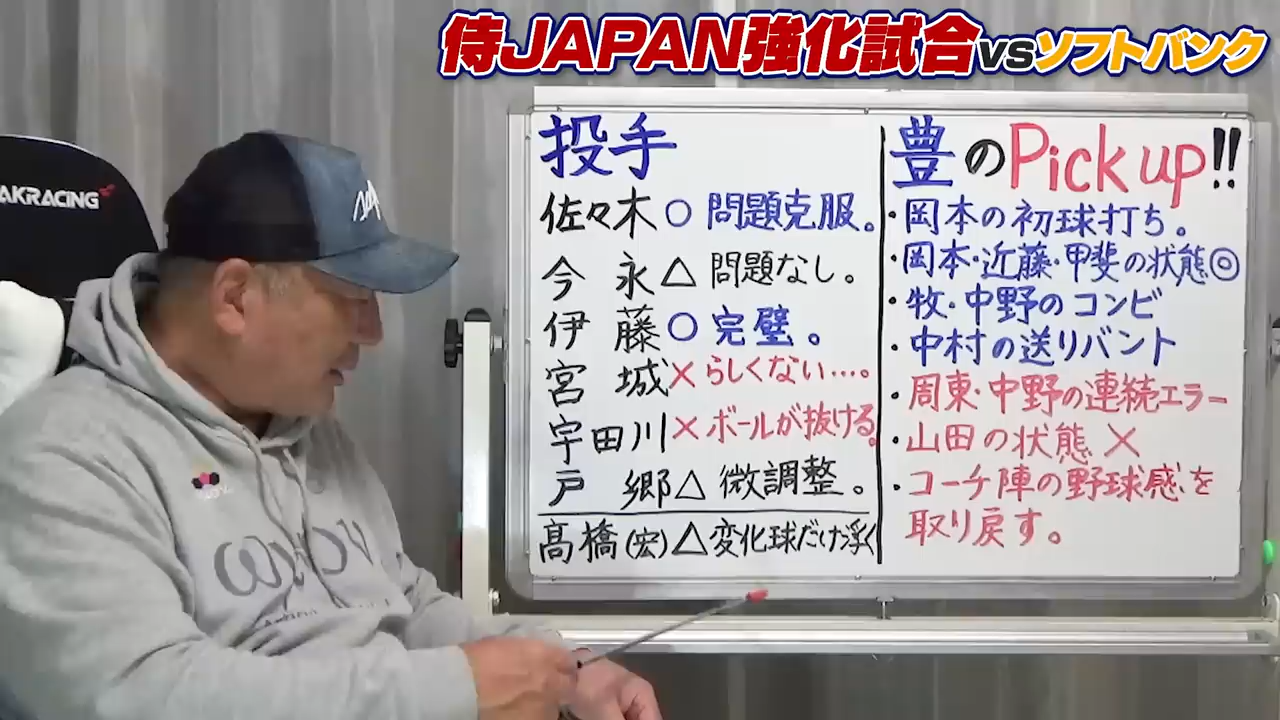 侍JAPAN強化試合vsソフトバンク
AKRACING
投手
佐々木○問題克服。
今永△問題なし。
伊藤○完璧。
宮城×らしくない…。
宇田川×ボールが抜ける。
戸郷△微調整。
髙橋(宏)△変化球だけ浮く
豊のPick up!!
・岡本の初球打ち。
・岡本・近藤・甲斐の状態◎
・牧・中野のコンビ
・中村の送りバント
・周東・中野の連続エラー
・山田の状態×
・コーチ陣の野球感を
取り戻す。